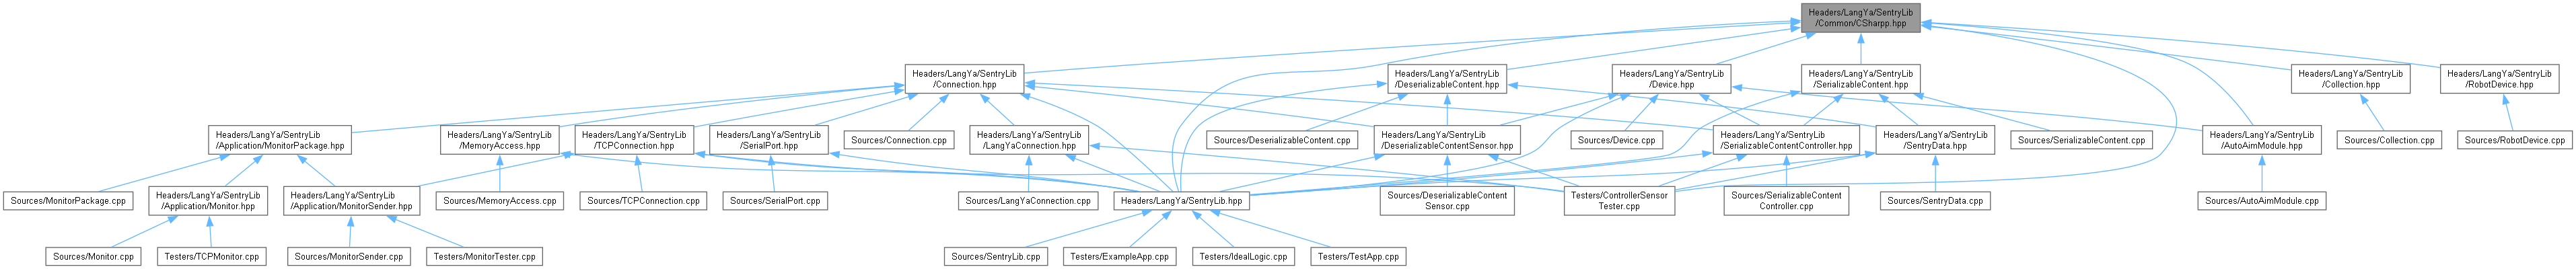 Headers/LangYa/SentryLib
/Common/CSharpp.hpp
Headers/LangYa/SentryLib
/Connection.hpp
Headers/LangYa/SentryLib
/DeserializableContent.hpp
Headers/LangYa/SentryLib
/Device.hpp
Headers/LangYa/SentryLib
/SerializableContent.hpp
Headers/LangYa/SentryLib
/Collection.hpp
Headers/LangYa/SentryLib
/RobotDevice.hpp
Headers/LangYa/SentryLib
/Application/MonitorPackage.hpp
Headers/LangYa/SentryLib
/MemoryAccess.hpp
Headers/LangYa/SentryLib
/TCPConnection.hpp
Headers/LangYa/SentryLib
/SerialPort.hpp
Sources/Connection.cpp
Headers/LangYa/SentryLib
/LangYaConnection.hpp
Sources/DeserializableContent.cpp
Headers/LangYa/SentryLib
/DeserializableContentSensor.hpp
Sources/Device.cpp
Headers/LangYa/SentryLib
/SerializableContentController.hpp
Headers/LangYa/SentryLib
/SentryData.hpp
Sources/SerializableContent.cpp
Headers/LangYa/SentryLib
/AutoAimModule.hpp
Sources/Collection.cpp
Sources/RobotDevice.cpp
Sources/MonitorPackage.cpp
Headers/LangYa/SentryLib
/Application/Monitor.hpp
Headers/LangYa/SentryLib
/Application/MonitorSender.hpp
Sources/MemoryAccess.cpp
Sources/TCPConnection.cpp
Sources/SerialPort.cpp
Sources/LangYaConnection.cpp
Headers/LangYa/SentryLib.hpp
Sources/DeserializableContent
Sensor.cpp
Testers/ControllerSensor
Tester.cpp
Sources/SerializableContent
Controller.cpp
Sources/SentryData.cpp
Sources/AutoAimModule.cpp
Sources/Monitor.cpp
Testers/TCPMonitor.cpp
Sources/MonitorSender.cpp
Testers/MonitorTester.cpp
Sources/SentryLib.cpp
Testers/ExampleApp.cpp
Testers/IdealLogic.cpp
Testers/TestApp.cpp